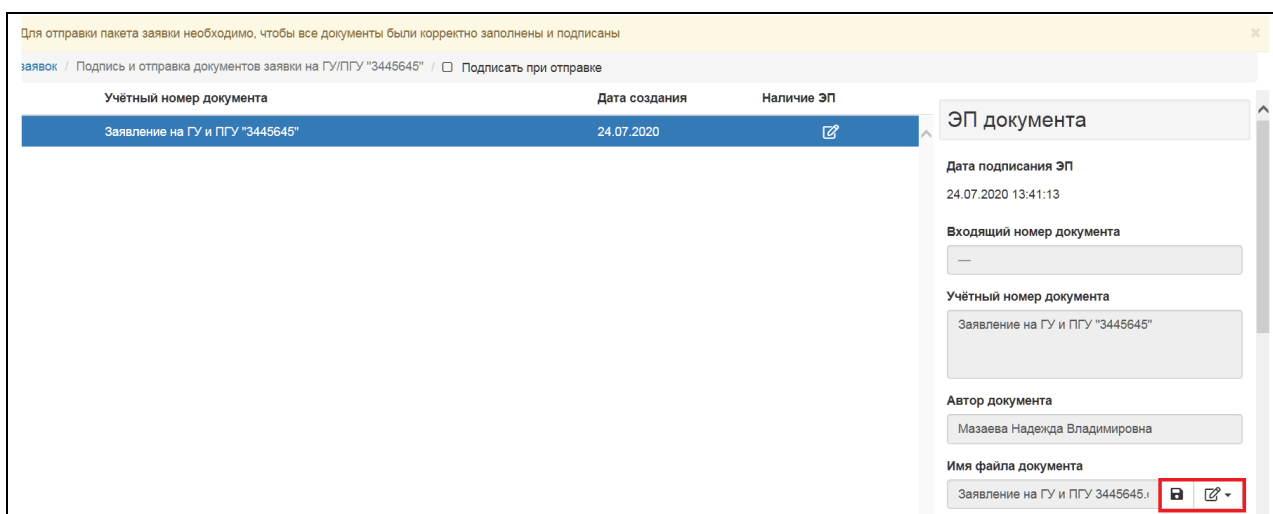 Для отправки пакета заявки необходимо, чтобы все документы были корректно заполнены и подписаны
заявок / Подпись и отправка документов заявки на ГУ/ПГУ "3445645" / Подписать при отправке
Учётный номер документа Дата создания Наличие ЭП
Заявление на ГУ и ПГУ "3445645" 24.07.2020
ЭП документа
Дата подписания ЭП
24.07.2020 13:41:13
Входящий номер документа
—
Учётный номер документа
Заявление на ГУ и ПГУ "3445645"
Автор документа
Мазаева Надежда Владимировна
Имя файла документа
Заявление на ГУ и ПГУ 3445645.